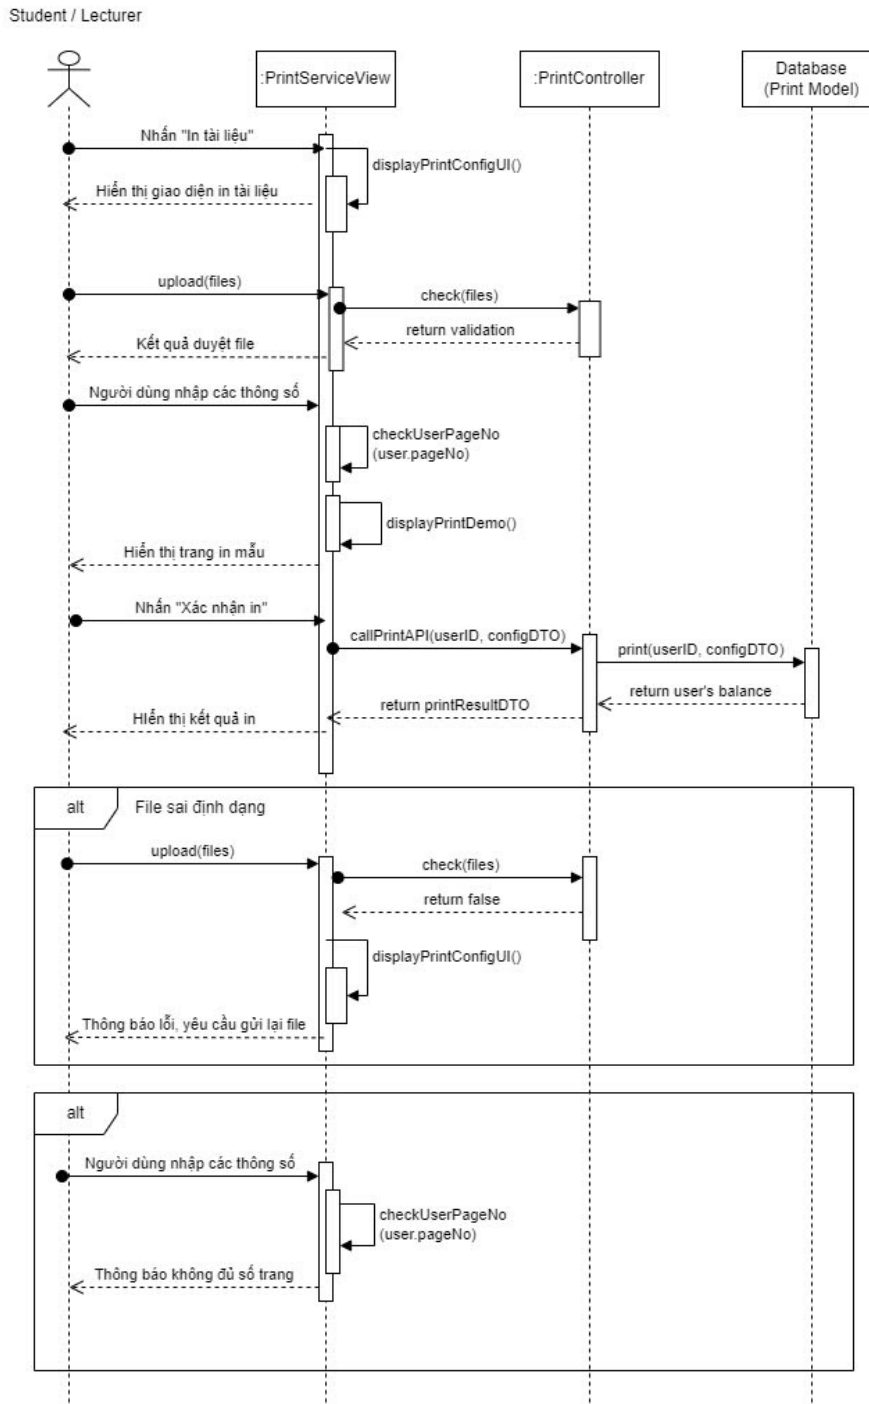 Student / Lecturer
:PrintServiceView
:PrintController
Database
(Print Model)
Nhấn "In tài liệu"
displayPrintConfigUI()
Hiển thị giao diện in tài liệu
upload(files)
check(files)
return validation
Kết quả duyệt file
Người dùng nhập các thông số
checkUserPageNo
(user.pageNo)
displayPrintDemo()
Hiển thị trang in mẫu
Nhấn "Xác nhận in"
callPrintAPI(userID, configDTO)
print(userID, configDTO)
return user's balance
return printResultDTO
HIển thị kết quả in
alt
File sai định dạng
upload(files)
check(files)
return false
displayPrintConfigUI()
Thông báo lỗi, yêu cầu gửi lại file
alt
Người dùng nhập các thông số
checkUserPageNo
(user.pageNo)
Thông báo không đủ số trang